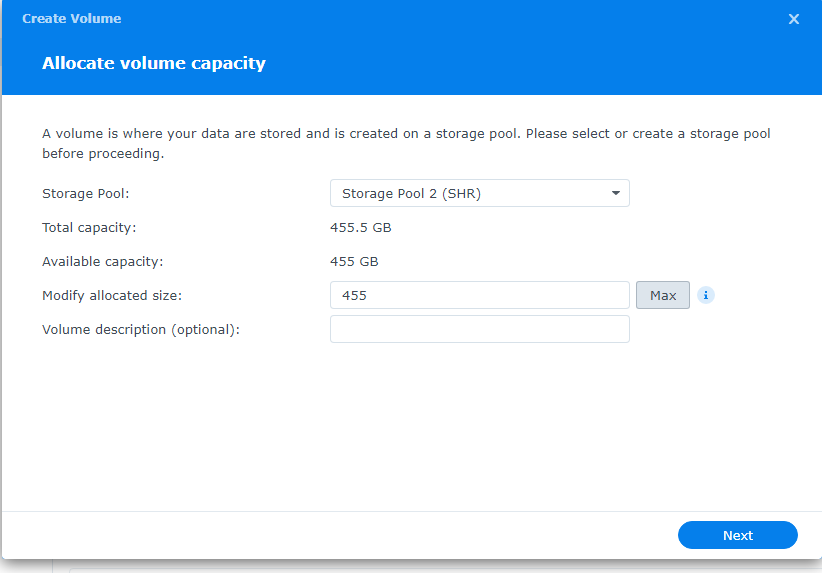 Create Volume
Allocate volume capacity
A volume is where your data are stored and is created on a storage pool. Please select or create a storage pool
before proceeding.
Storage Pool: Storage Pool 2 (SHR)
Total capacity: 455.5 GB
Available capacity: 455 GB
Modify allocated size: 455 Max
Volume description (optional):
Next